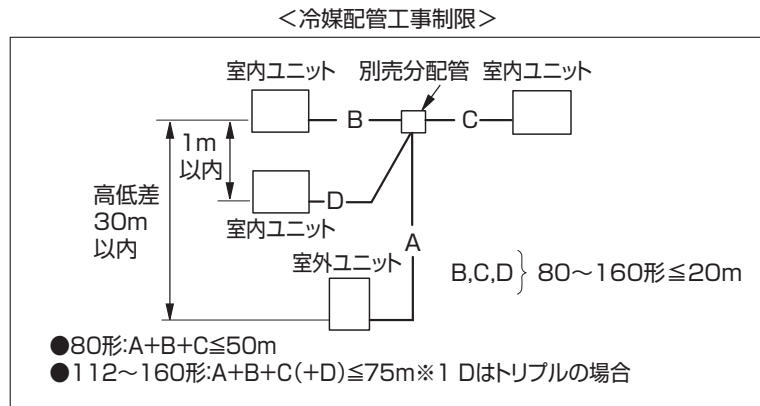 ＜冷媒配管工事制限＞
室内ユニット
別売分配管
室内ユニット
B
C
1m
以内
高低差
30m
以内
D
室内ユニット
A
室外ユニット
B,C,D｝80～160形≦20m
●80形:A+B+C≦50m
●112～160形:A+B+C(+D)≦75m※1 Dはトリプルの場合